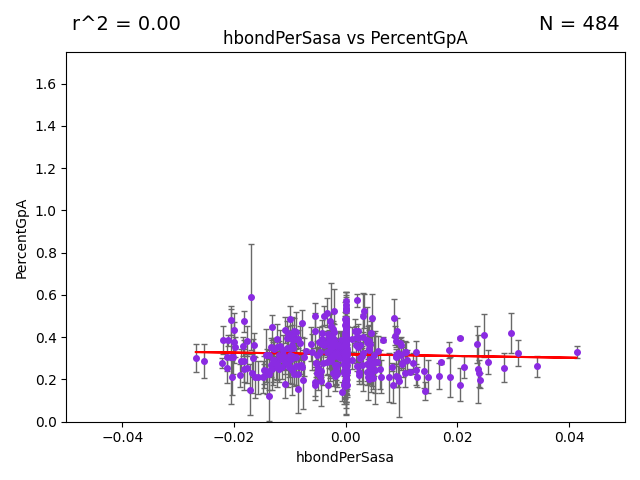 r^2 = 0.00
N = 484
hbondPerSasa vs PercentGpA
1.6
1.4
1.2
1.0
0.8
0.6
0.4
0.2
0.0
PercentGpA
−0.04
−0.02
0.00
0.02
0.04
hbondPerSasa